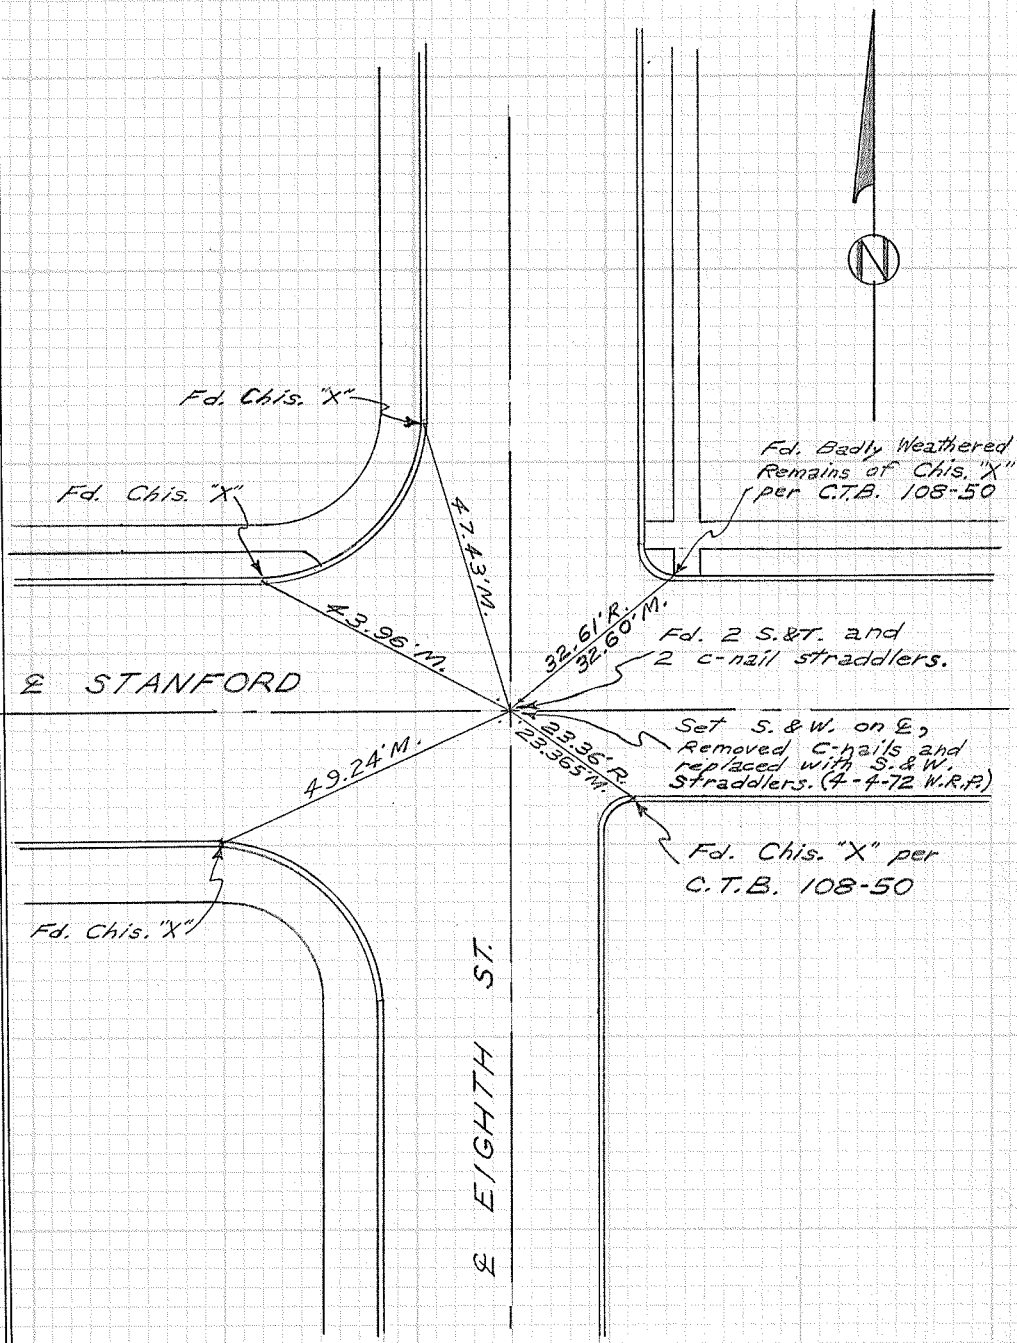 N
Fd. Chis. "X"
Fd. Badly Weathered
Remains of Chis. "X"
per C.T.B. 108-50
Fd. Chis. "X"
47.43' M.
43.96' M.
32.61' R.
32.60' M.
Fd. 2 S.&T. and
2 c-nail straddlers.
℄ STANFORD
Set S. & W. on ℄,
Removed C-nails and
replaced with S. & W.
Straddlers. (4-4-72 W.R.P.)
23.36' R.
23.365' M.
49.24' M.
Fd. Chis. "X" per
C.T.B. 108-50
Fd. Chis. "X"
℄ EIGHTH ST.